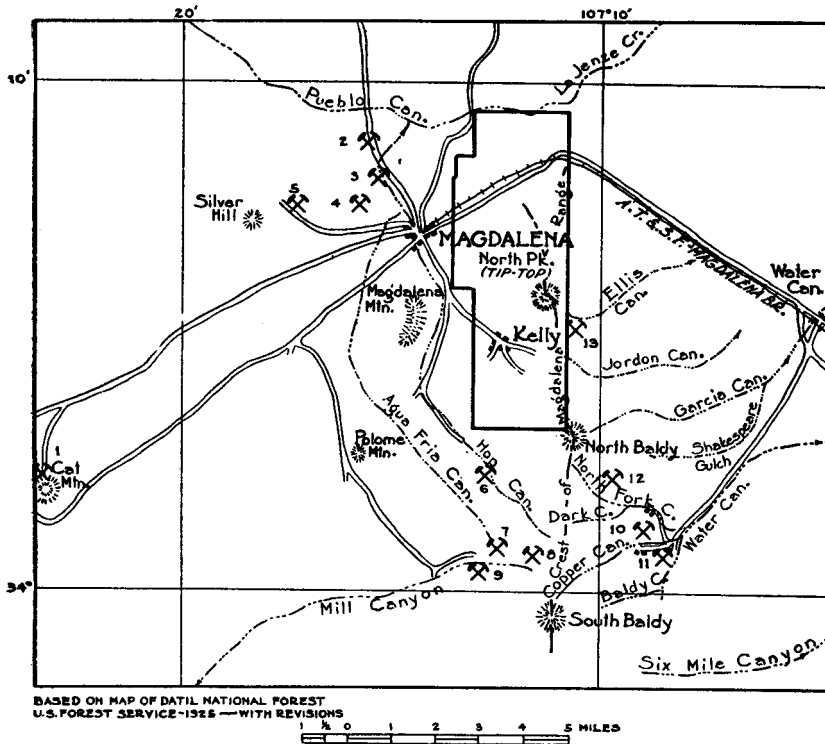 20'
107° 10'
10'
La Jenze Cr.
Pueblo Can.
2
3
Silver
Hill
5
4
MAGDALENA
North Pk.
(TIP-TOP)
Range
A.T.& S.F. MAGDALENA BR.
Water
Can.
Ellis
Can.
Magdalena
Mtn.
Kelly
13
Magdalena
Jordon Can.
Garcia Can.
Agua Fria Can.
Shakespeare
Gulch
North Baldy
1
Cat
Mtn.
Palome
Mtn.
Hop Can.
6
12
North Fork C.
Dark C.
10
Water Can.
7
8
Crest of
Copper Can.
11
9
34°
Mill Canyon
Baldy C.
South Baldy
Six Mile Canyon
BASED ON MAP OF DATIL NATIONAL FOREST
U.S. FOREST SERVICE-1926 — WITH REVISIONS
1 ½ 0 1 2 3 4 5 MILES